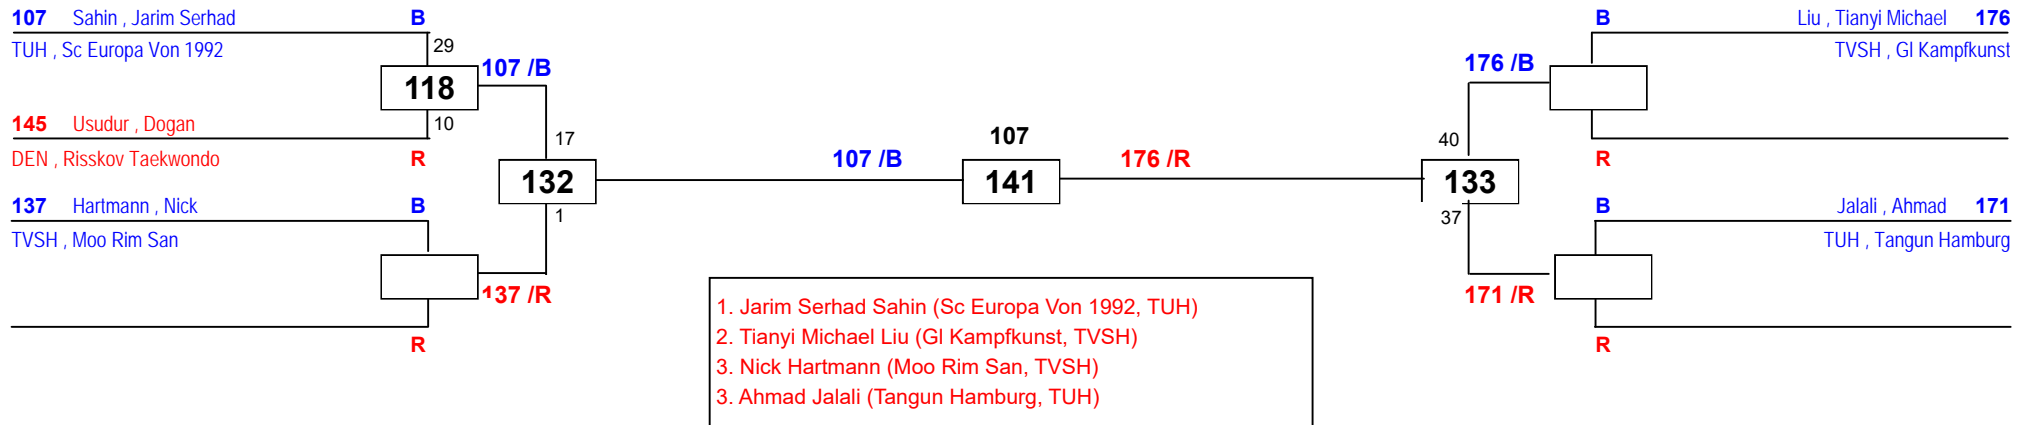 107 Sahin , Jarim Serhad B
TUH , Sc Europa Von 1992
29
118
107 /B
10
145 Usudur , Dogan
DEN , Risskov Taekwondo R
17
132
1
137 Hartmann , Nick B
TVSH , Moo Rim San
137 /R
R
107 /B
107
141
176 /R
B Liu , Tianyi Michael 176
TVSH , Gl Kampfkunst
176 /B
R
40
133
37
B Jalali , Ahmad 171
TUH , Tangun Hamburg
171 /R
R
1. Jarim Serhad Sahin (Sc Europa Von 1992, TUH)
2. Tianyi Michael Liu (Gl Kampfkunst, TVSH)
3. Nick Hartmann (Moo Rim San, TVSH)
3. Ahmad Jalali (Tangun Hamburg, TUH)